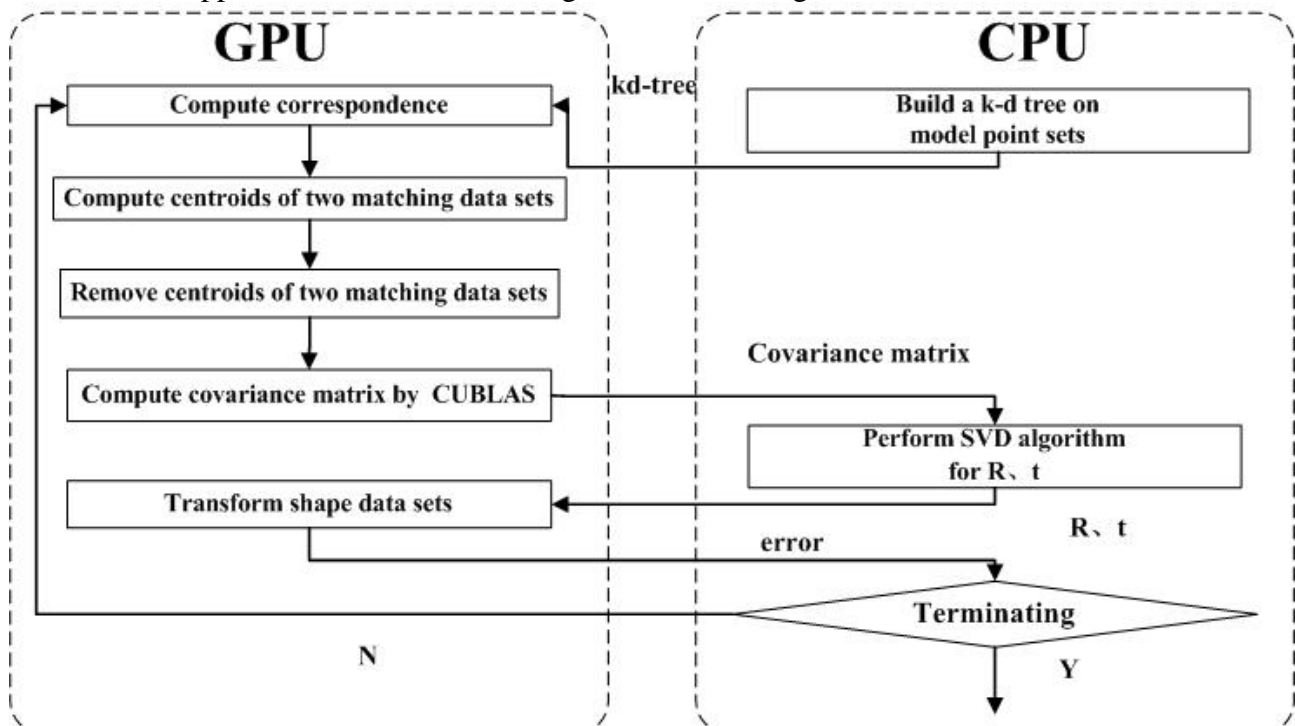 GPU
CPU
kd-tree
Compute correspondence
Build a k-d tree on
model point sets
Compute centroids of two matching data sets
Remove centroids of two matching data sets
Covariance matrix
Compute covariance matrix by CUBLAS
Perform SVD algorithm
for R、t
Transform shape data sets
R、t
error
Terminating
N
Y